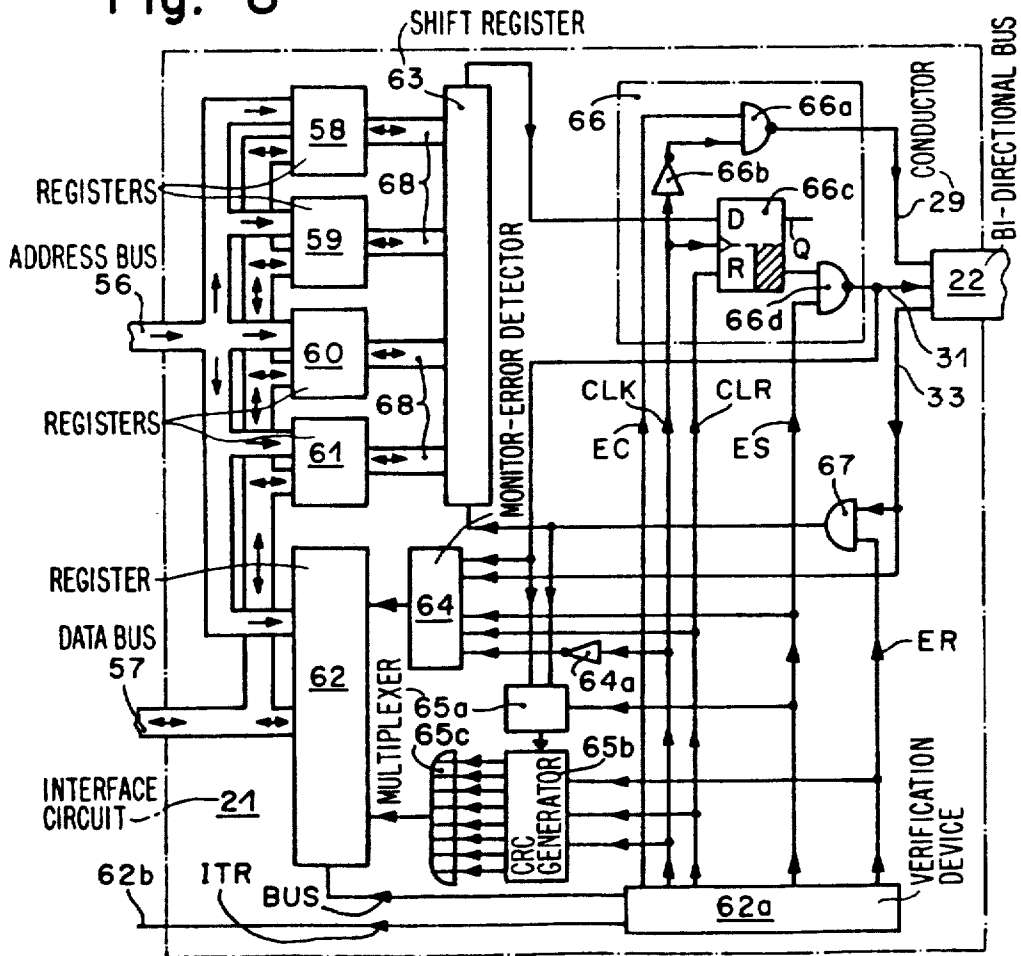 Fig. 8
SHIFT REGISTER
63
58
REGISTERS
59
68
ADDRESS BUS
56
60
REGISTERS
61
68
MONITOR-ERROR DETECTOR
66
66a
66b
66c
D
Q
R
66d
CONDUCTOR
29
BI-DIRECTIONAL BUS
22
31
33
CLK
CLR
EC
ES
67
REGISTER
62
64
64a
DATA BUS
57
MULTIPLEXER
65a
65c
65b
CRC
GENERATOR
ER
INTERFACE
CIRCUIT
21
62b
ITR
BUS
62a
VERIFICATION
DEVICE